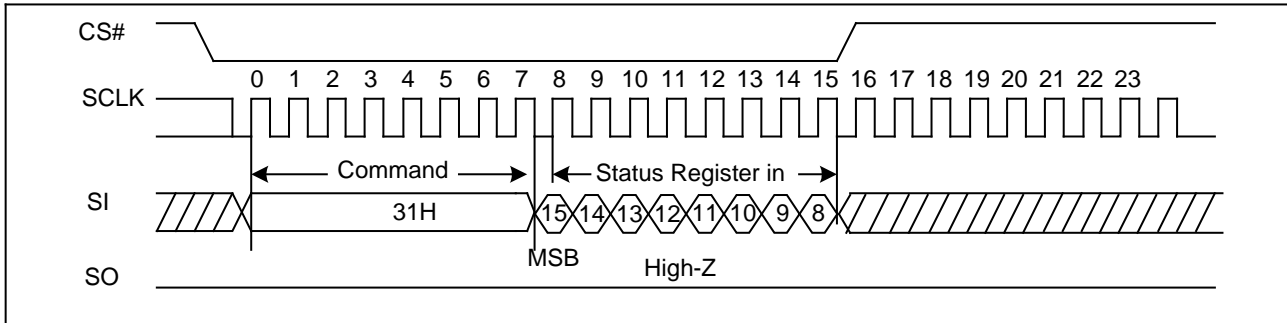 CS#
0 1 2 3 4 5 6 7 8 9 10 11 12 13 14 15 16 17 18 19 20 21 22 23
SCLK
Command Status Register in
SI 31H 15 14 13 12 11 10 9 8
MSB High-Z
SO